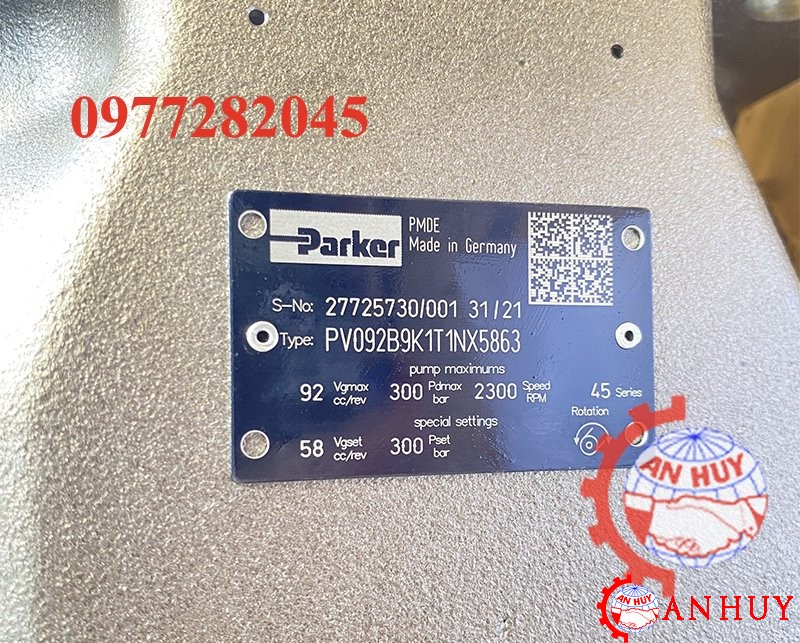 0977282045
Parker
PMDE
Made in Germany
S-No: 27725730/001 31/21
Type: PV092B9K1T1NX5863
pump maximums
92 Vgmax cc/rev 300 Pdmax bar 2300 Speed RPM 45 Series
Rotation
special settings
58 Vgset cc/rev 300 Pset bar
AN HUY
AN HUY
ANHUY